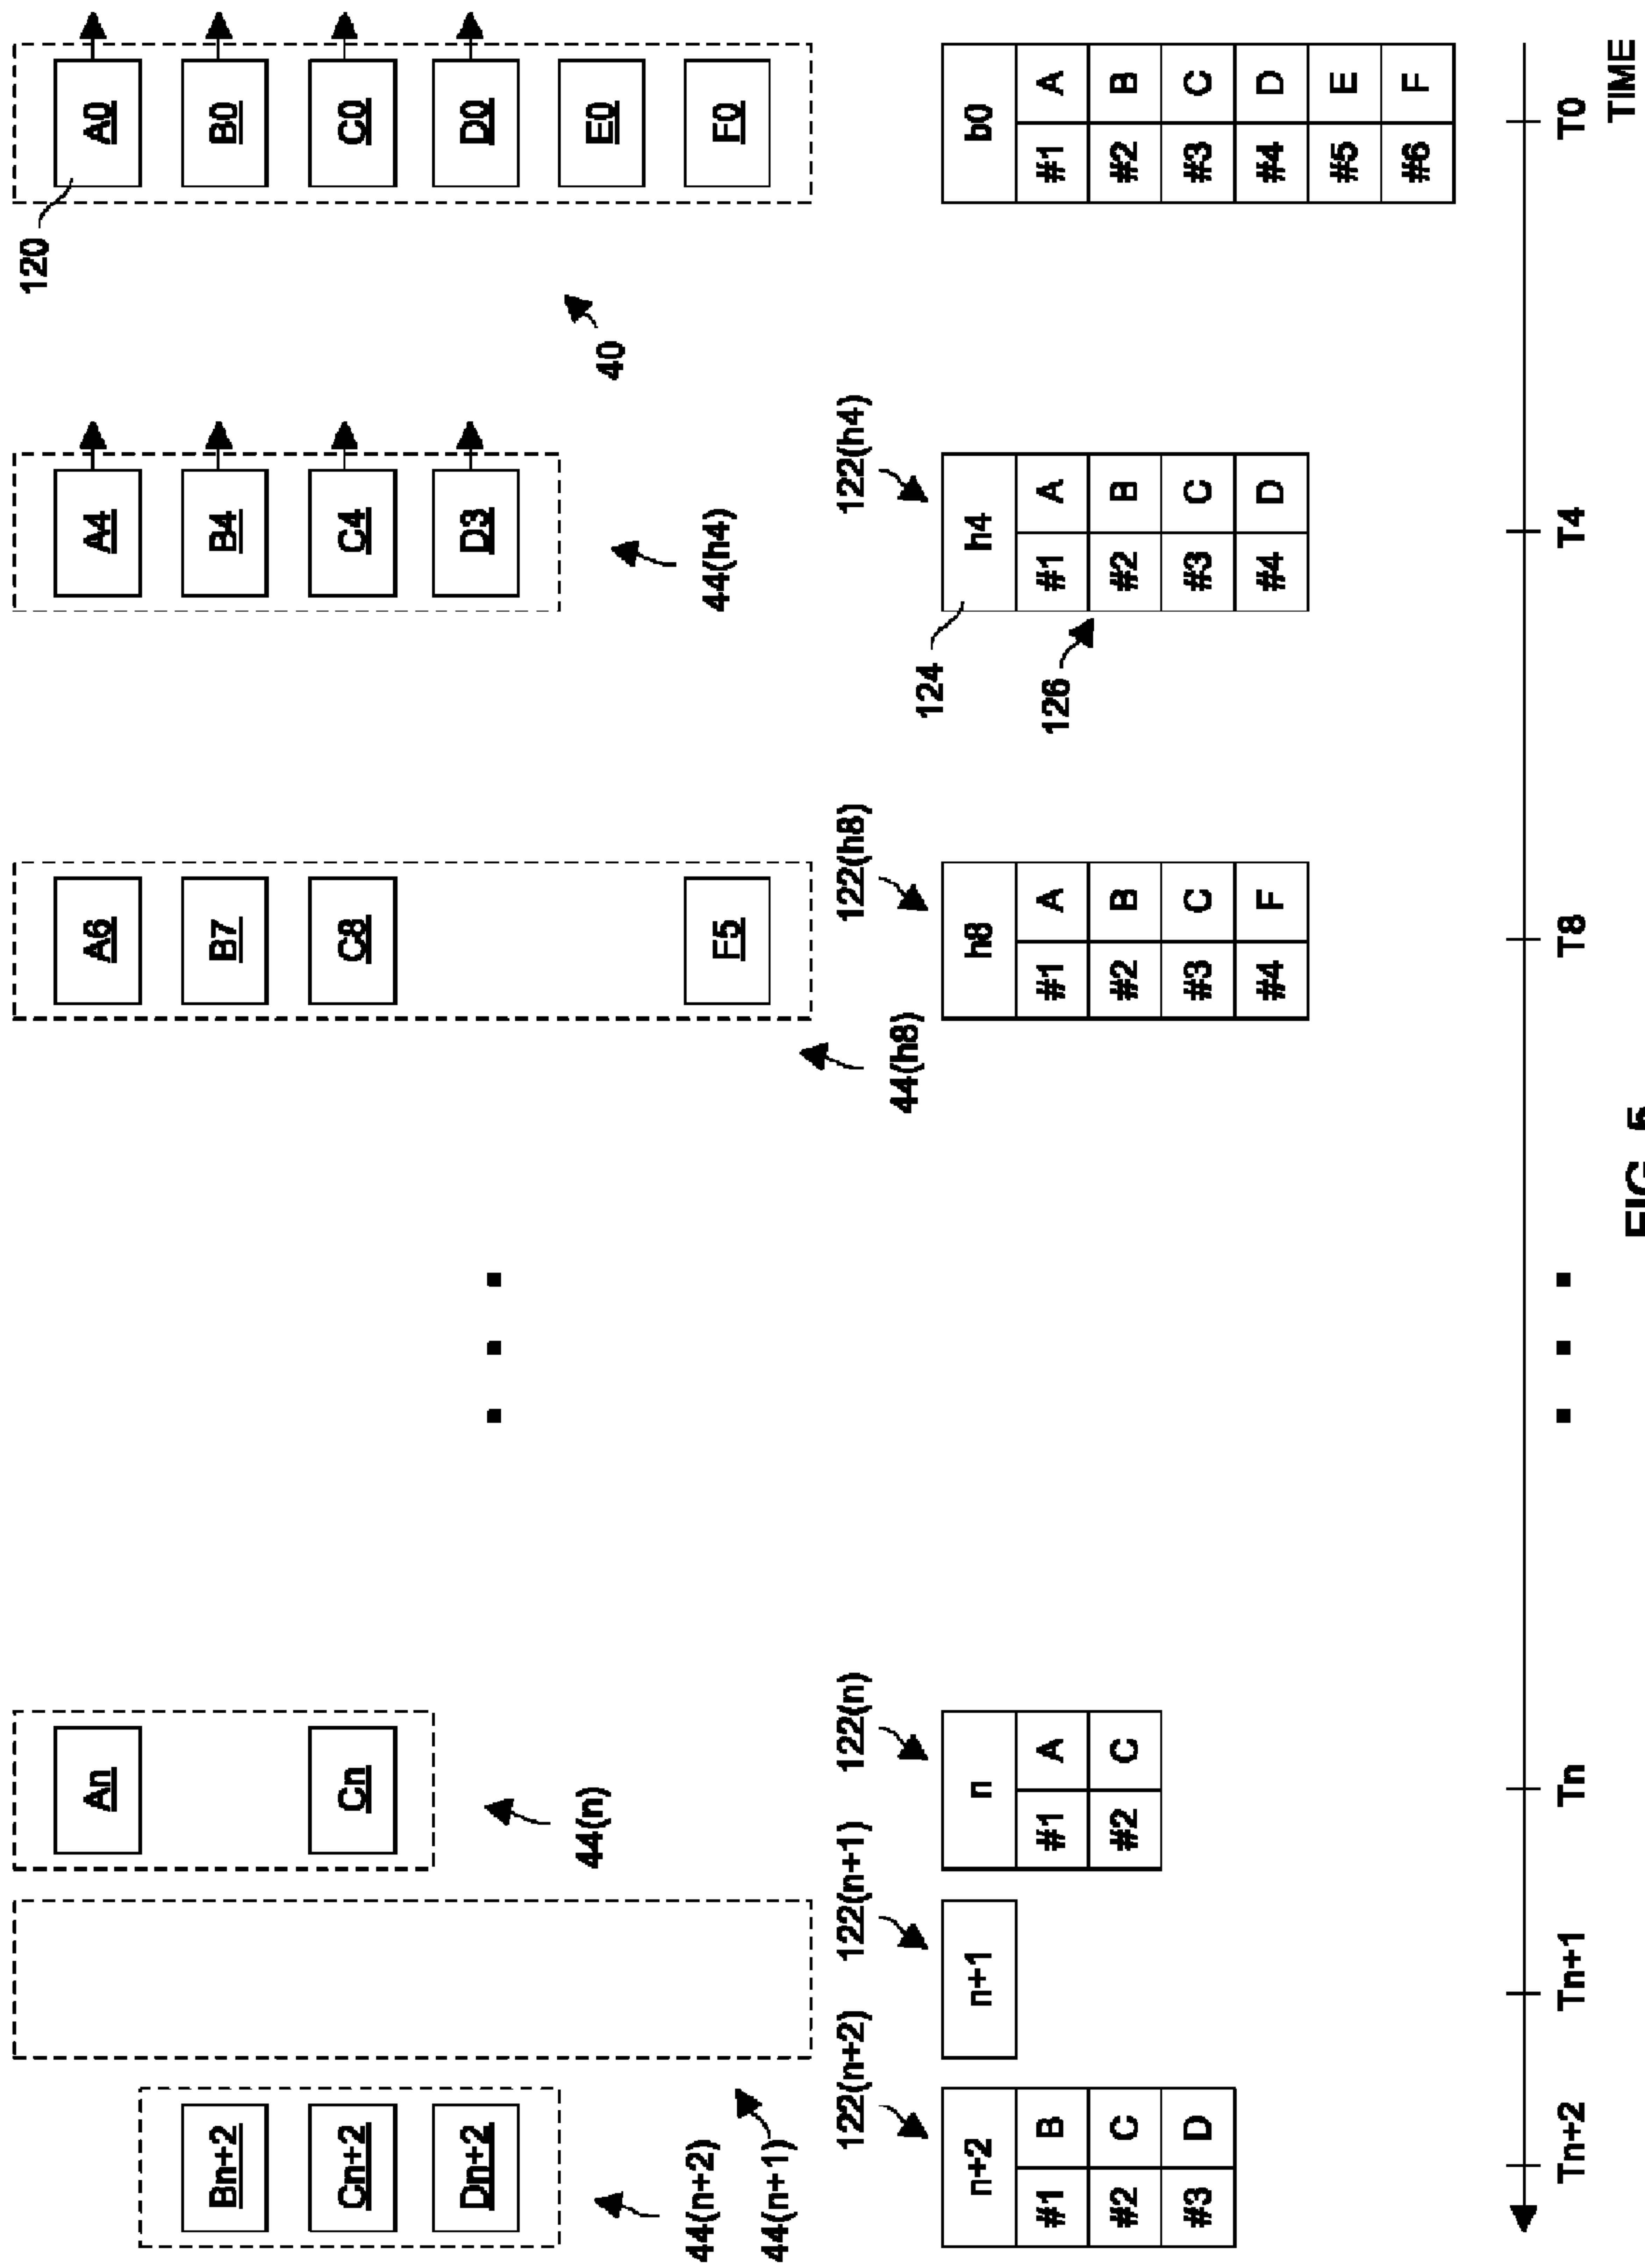 120
An A6 A4 A0
Bn+2 B7 B4 B0
Cn+2 Cn C8 C4 C0
Dn+2 D3 D0
44(n) E0
40
44(n+2) F5 44(h4) F0
44(n+1)
122(n+2) 122(n+1) 122(n) 122(h8) 122(h4)
44(h8)
124
n+2 n+1 n h8 h4 b0
#1 B #1 A #1 A 126 #1 A #1 A
#2 C #2 C #2 B #2 B #2 B
#3 D #3 C #3 C #3 C
#4 F #4 D #4 D
#5 E
#6 F
Tn+2 Tn+1 Tn T8 T4 T0
TIME
FIG. 5